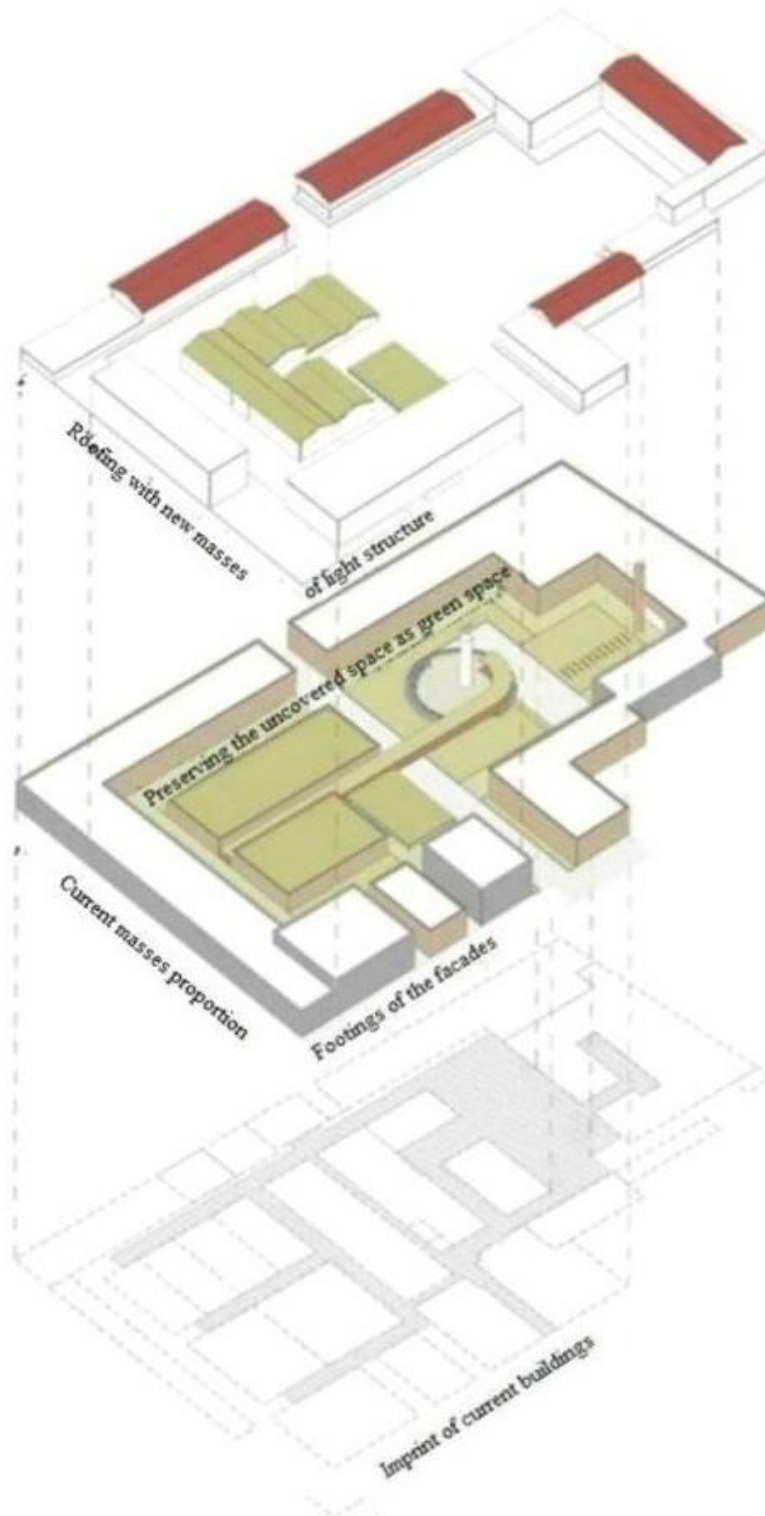 Roofing with new masses
of light structure
Preserving the uncovered space as green space
Current masses proportion
Footings of the facades
Imprint of current buildings